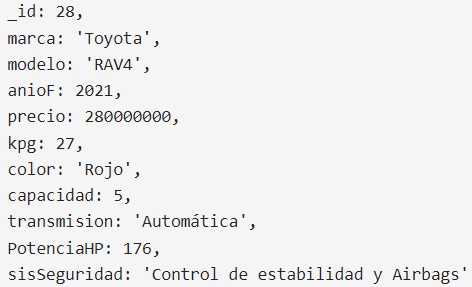 _id: 28,
marca: 'Toyota',
modelo: 'RAV4',
anioF: 2021,
precio: 280000000,
kpg: 27,
color: 'Rojo',
capacidad: 5,
transmision: 'Automática',
PotenciaHP: 176,
sisSeguridad: 'Control de estabilidad y Airbags'